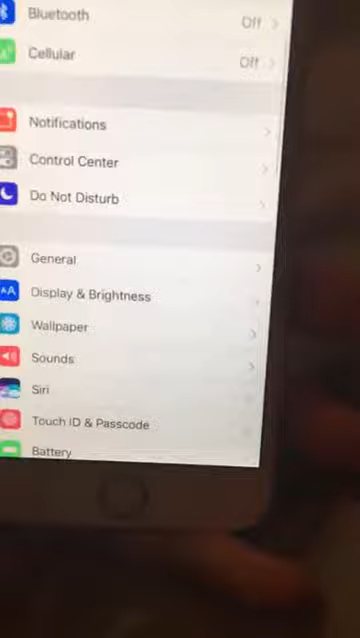 Bluetooth Off
Cellular Off
Notifications
Control Center
Do Not Disturb
General
AA Display & Brightness
Wallpaper
Sounds
Siri
Touch ID & Passcode
Battery